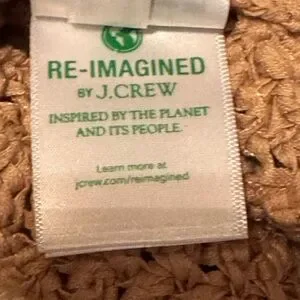 RE-IMAGINED
BY J.CREW
INSPIRED BY THE PLANET
AND ITS PEOPLE.
Learn more at
jcrew.com/reimagined